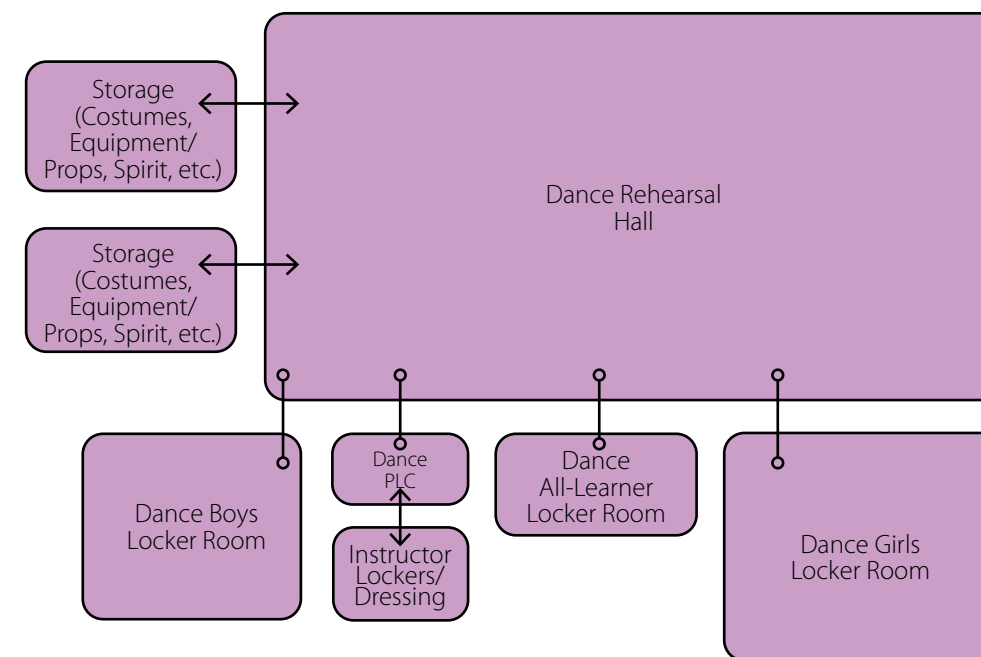 Storage
(Costumes,
Equipment/
Props, Spirit, etc.)
Dance Rehearsal
Hall
Storage
(Costumes,
Equipment/
Props, Spirit, etc.)
Dance Boys
Locker Room
Dance
PLC
Instructor
Lockers/
Dressing
Dance
All-Learner
Locker Room
Dance Girls
Locker Room